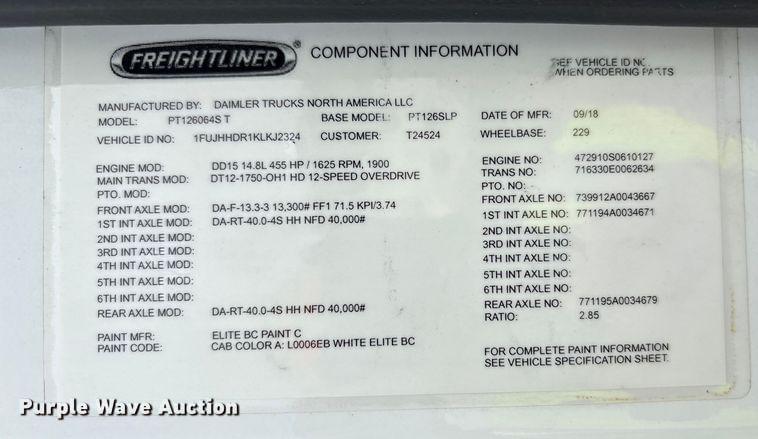 FREIGHTLINER® COMPONENT INFORMATION
VEHICLE ID NO.
WHEN ORDERING PARTS
MANUFACTURED BY: DAIMLER TRUCKS NORTH AMERICA LLC
MODEL: PT126064S T BASE MODEL: PT126SLP DATE OF MFR: 09/18
VEHICLE ID NO: 1FUJHHDR1KLKJ2324 CUSTOMER: T24524 WHEELBASE: 229
ENGINE MOD: DD15 14.8L 455 HP / 1625 RPM, 1900 ENGINE NO: 472910S0610127
MAIN TRANS MOD: DT12-1750-OH1 HD 12-SPEED OVERDRIVE TRANS NO: 716330E0062634
PTO. MOD: PTO. NO:
FRONT AXLE MOD: DA-F-13.3-3 13,300# FF1 71.5 KPI/3.74 FRONT AXLE NO: 739912A0043667
1ST INT AXLE MOD: DA-RT-40.0-4S HH NFD 40,000# 1ST INT AXLE NO: 771194A0034671
2ND INT AXLE MOD: 2ND INT AXLE NO:
3RD INT AXLE MOD: 3RD INT AXLE NO:
4TH INT AXLE MOD: 4TH INT AXLE NO:
5TH INT AXLE MOD: 5TH INT AXLE NO:
6TH INT AXLE MOD: 6TH INT AXLE NO:
REAR AXLE MOD: DA-RT-40.0-4S HH NFD 40,000# REAR AXLE NO: 771195A0034679
RATIO: 2.85
PAINT MFR: ELITE BC PAINT C
PAINT CODE: CAB COLOR A: L0006EB WHITE ELITE BC
FOR COMPLETE PAINT INFORMATION
SEE VEHICLE SPECIFICATION SHEET.
Purple Wave Auction